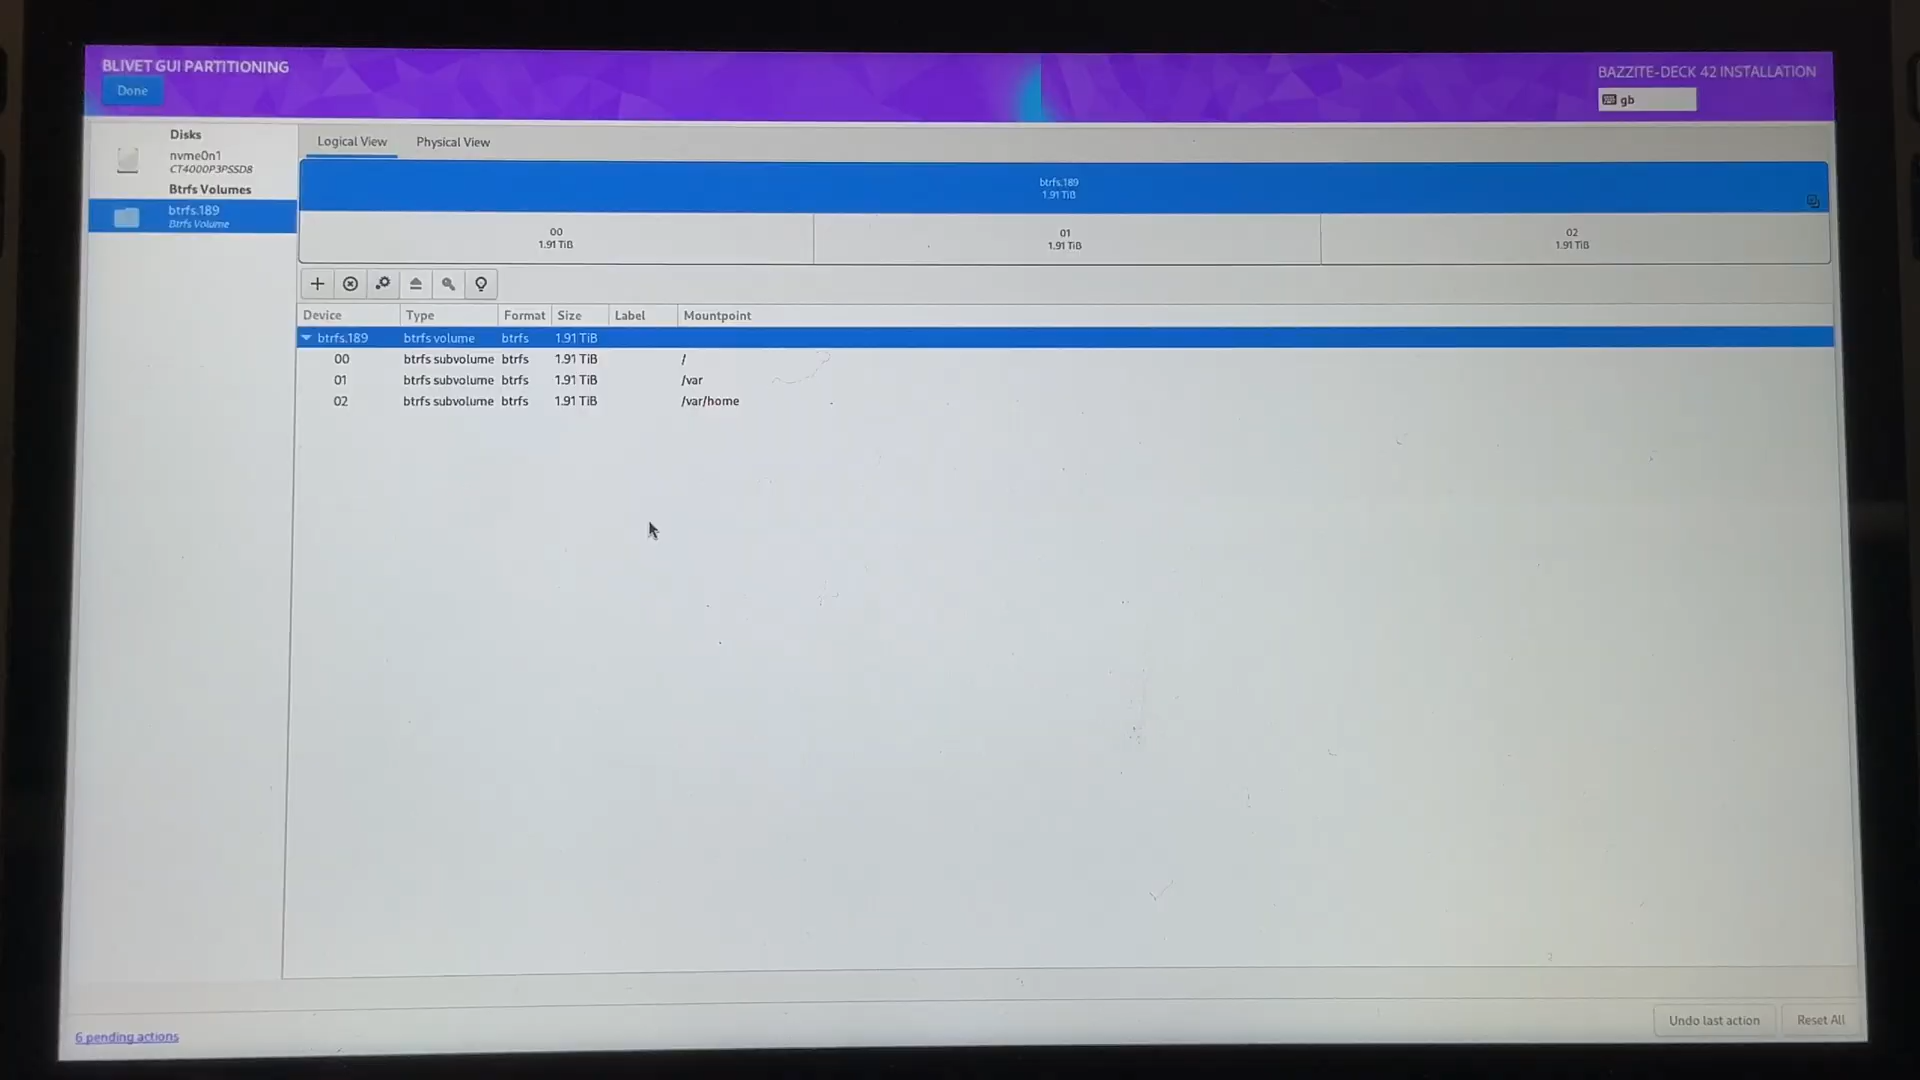 BLIVET GUI PARTITIONING
Done
BAZZITE-DECK 42 INSTALLATION
gb
Disks
nvme0n1
CT4000P3PSSD8
Btrfs Volumes
btrfs.189
Btrfs Volume
Logical View
Physical View
btrfs.189
1.91 TiB
00
1.91 TiB
01
1.91 TiB
02
1.91 TiB
Device Type Format Size Label Mountpoint
btrfs.189 btrfs volume btrfs 1.91 TiB
00 btrfs subvolume btrfs 1.91 TiB /
01 btrfs subvolume btrfs 1.91 TiB /var
02 btrfs subvolume btrfs 1.91 TiB /var/home
6 pending actions
Undo last action
Reset All